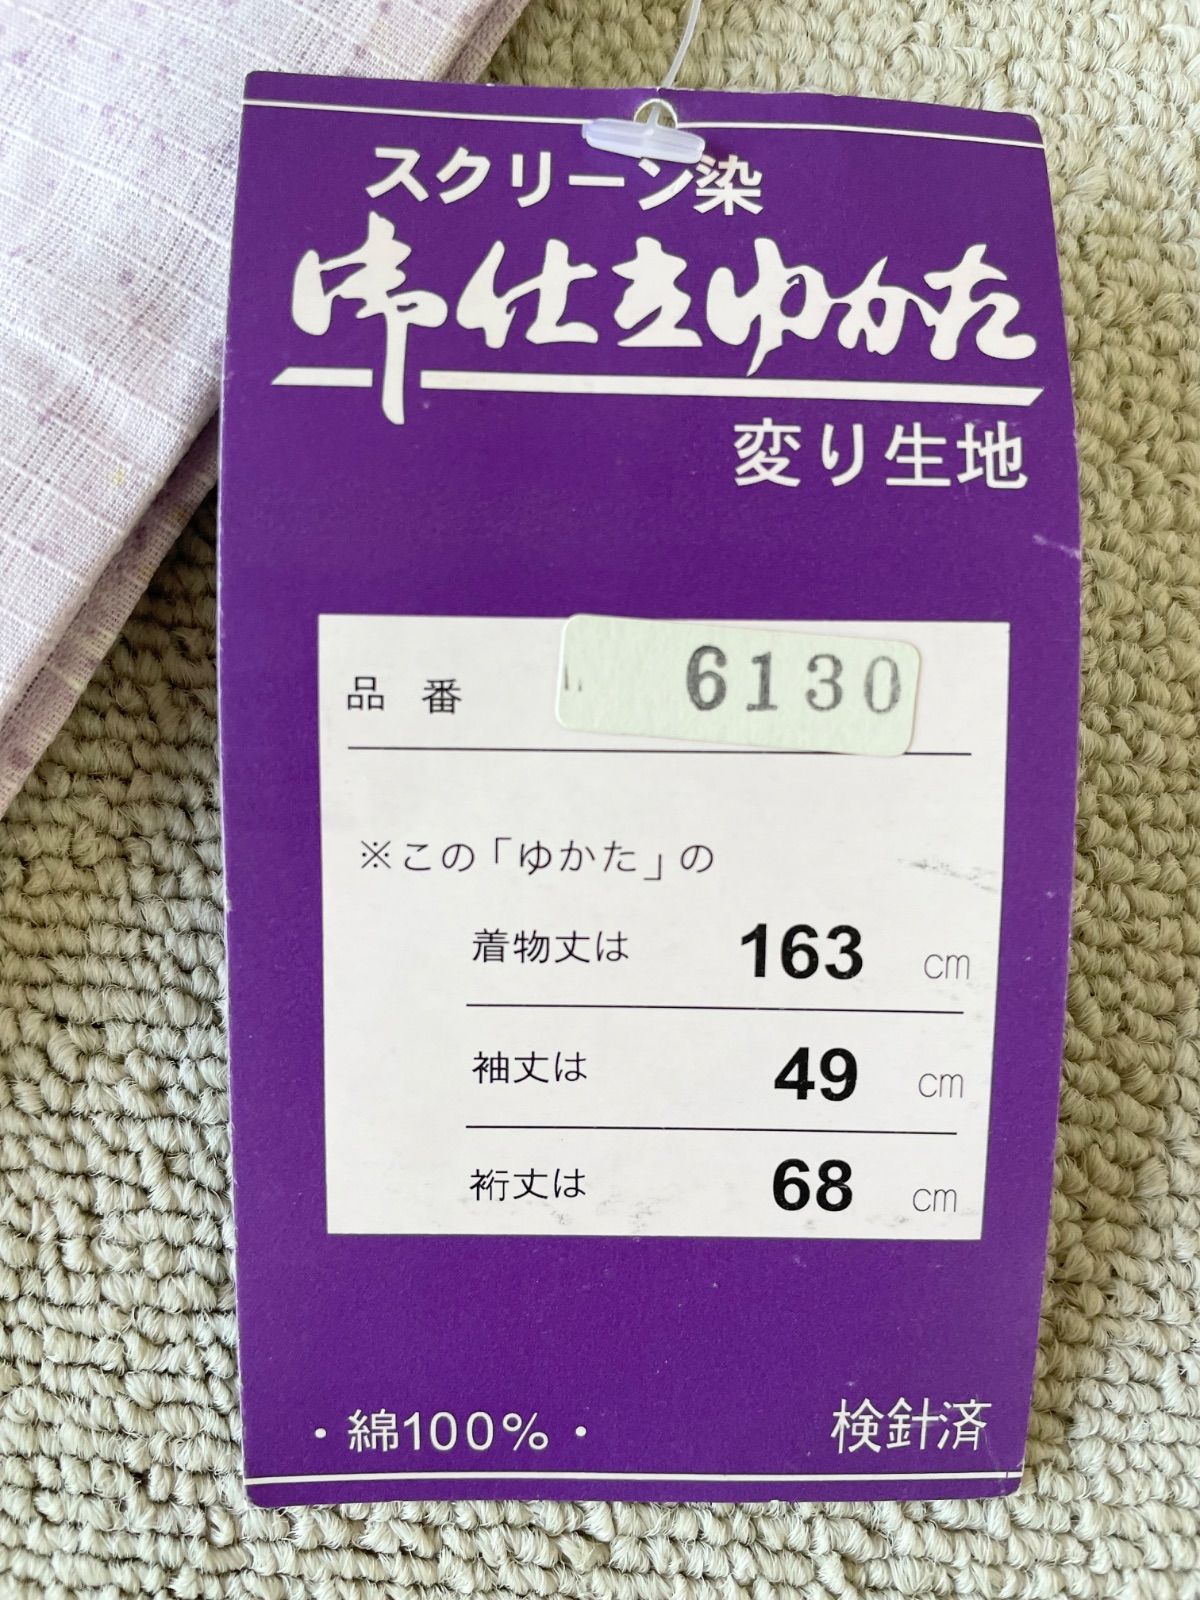 スクリーン染
御仕立ゆかた
変り生地
品番 6130
※この「ゆかた」の
着物丈は 163 cm
袖丈は 49 cm
裄丈は 68 cm
・綿100％・ 検針済